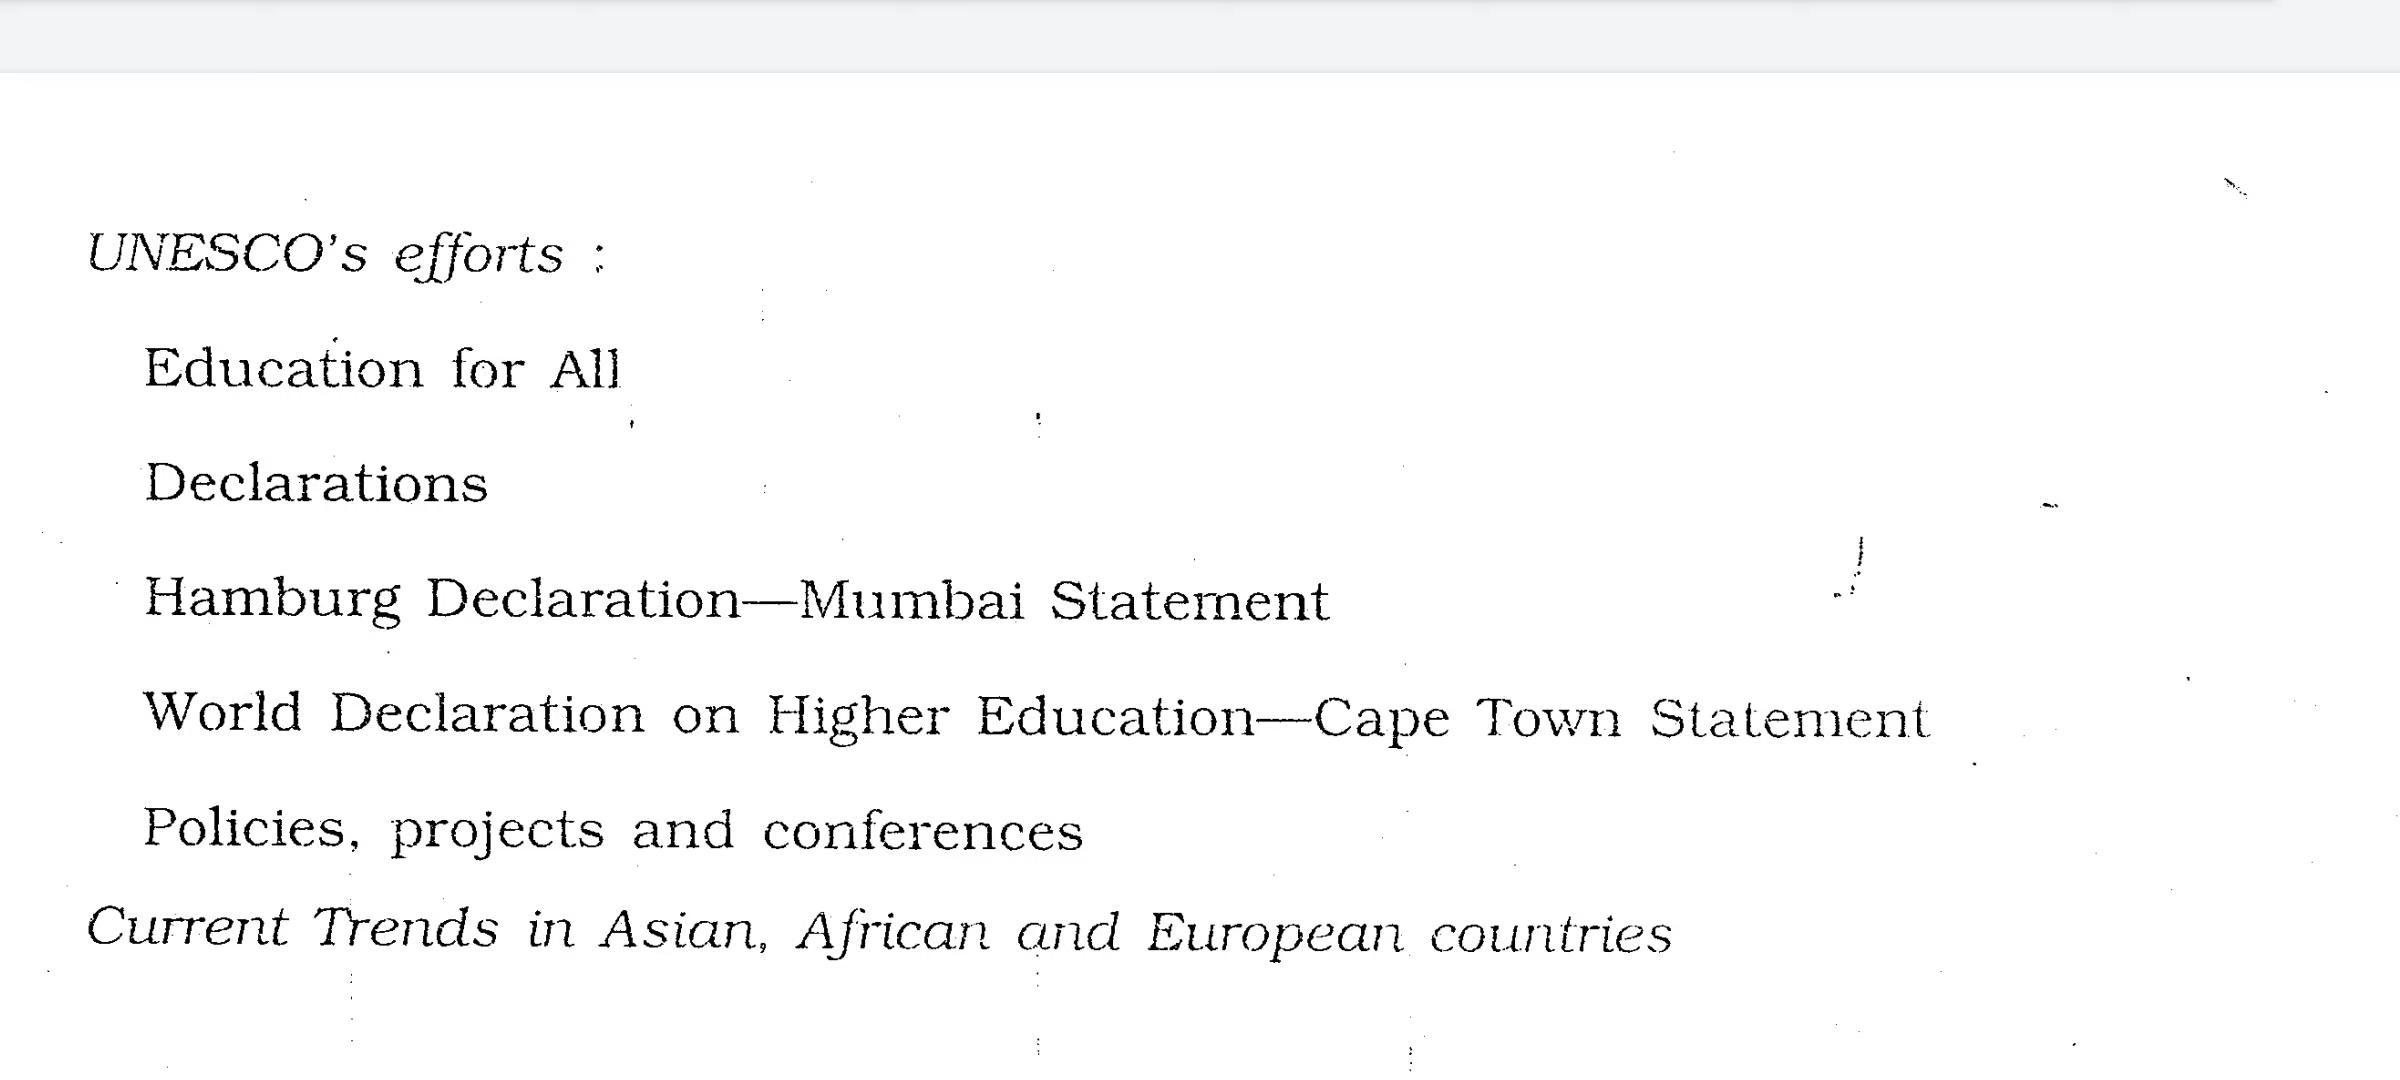 UNESCO's efforts :
Education for All
Declarations
Hamburg Declaration—Mumbai Statement
World Declaration on Higher Education—Cape Town Statement
Policies, projects and conferences
Current Trends in Asian, African and European countries